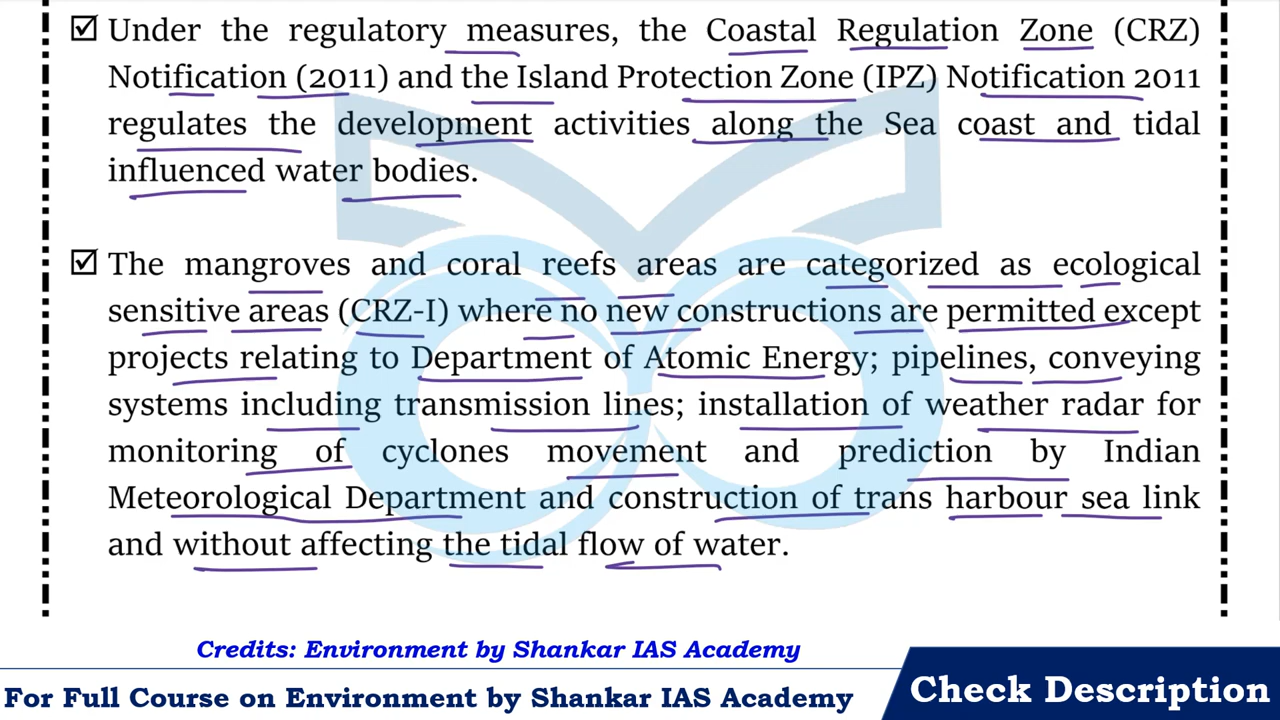 ☑ Under the regulatory measures, the Coastal Regulation Zone (CRZ)
Notification (2011) and the Island Protection Zone (IPZ) Notification 2011
regulates the development activities along the Sea coast and tidal
influenced water bodies.
☑ The mangroves and coral reefs areas are categorized as ecological
sensitive areas (CRZ-I) where no new constructions are permitted except
projects relating to Department of Atomic Energy; pipelines, conveying
systems including transmission lines; installation of weather radar for
monitoring of cyclones movement and prediction by Indian
Meteorological Department and construction of trans harbour sea link
and without affecting the tidal flow of water.
Credits: Environment by Shankar IAS Academy
For Full Course on Environment by Shankar IAS Academy
Check Description